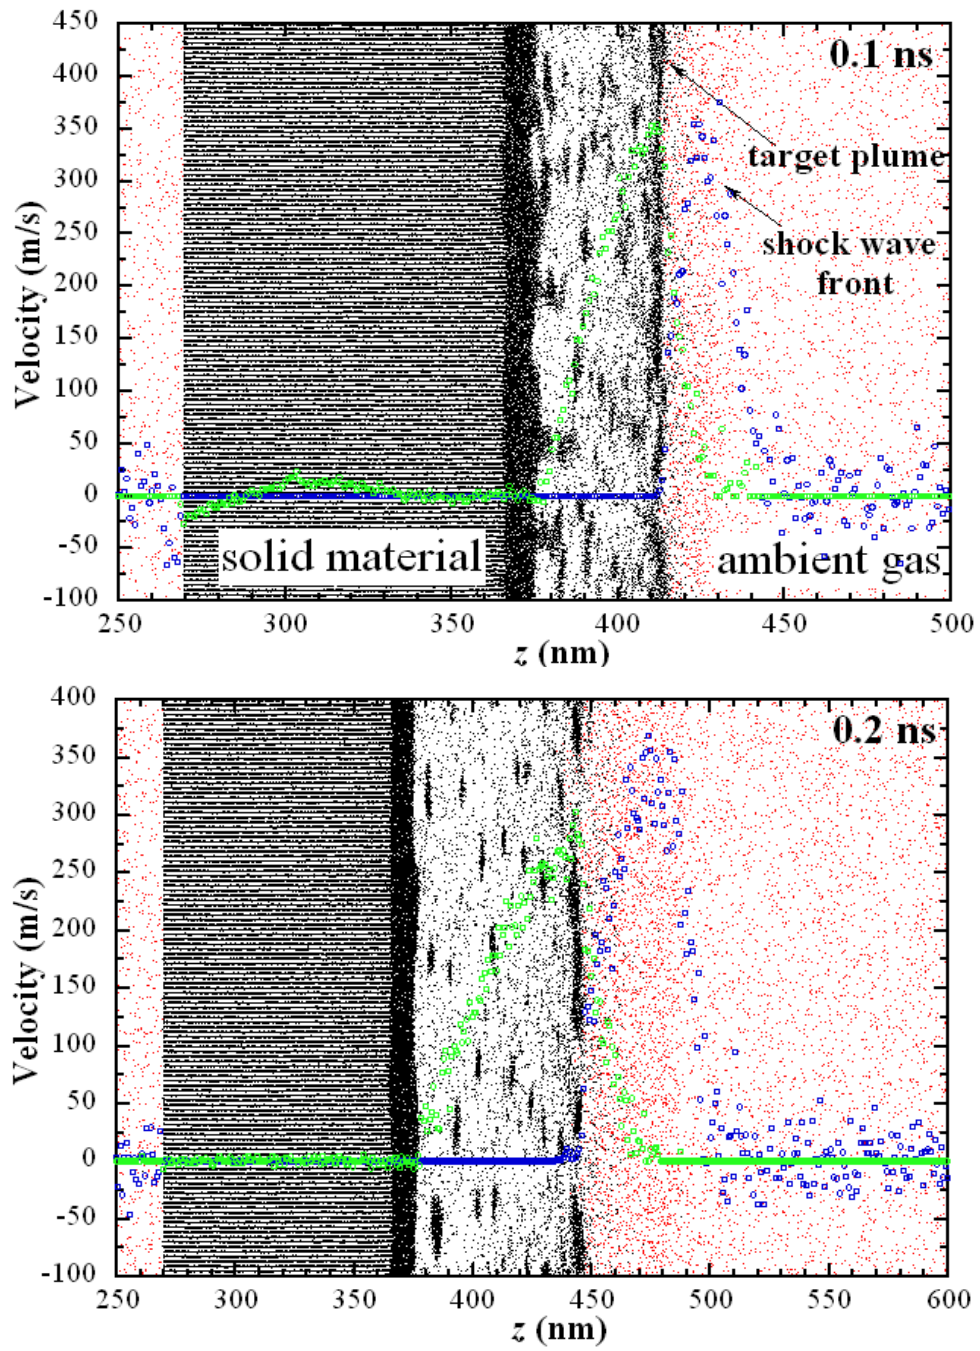 450
400
350
300
250
200
150
100
50
0
-50
-100
Velocity (m/s)
0.1 ns
target plume
shock wave
front
solid material
ambient gas
250 300 350 400 450 500
z (nm)
400
350
300
250
200
150
100
50
0
-50
-100
Velocity (m/s)
0.2 ns
250 300 350 400 450 500 550 600
z (nm)